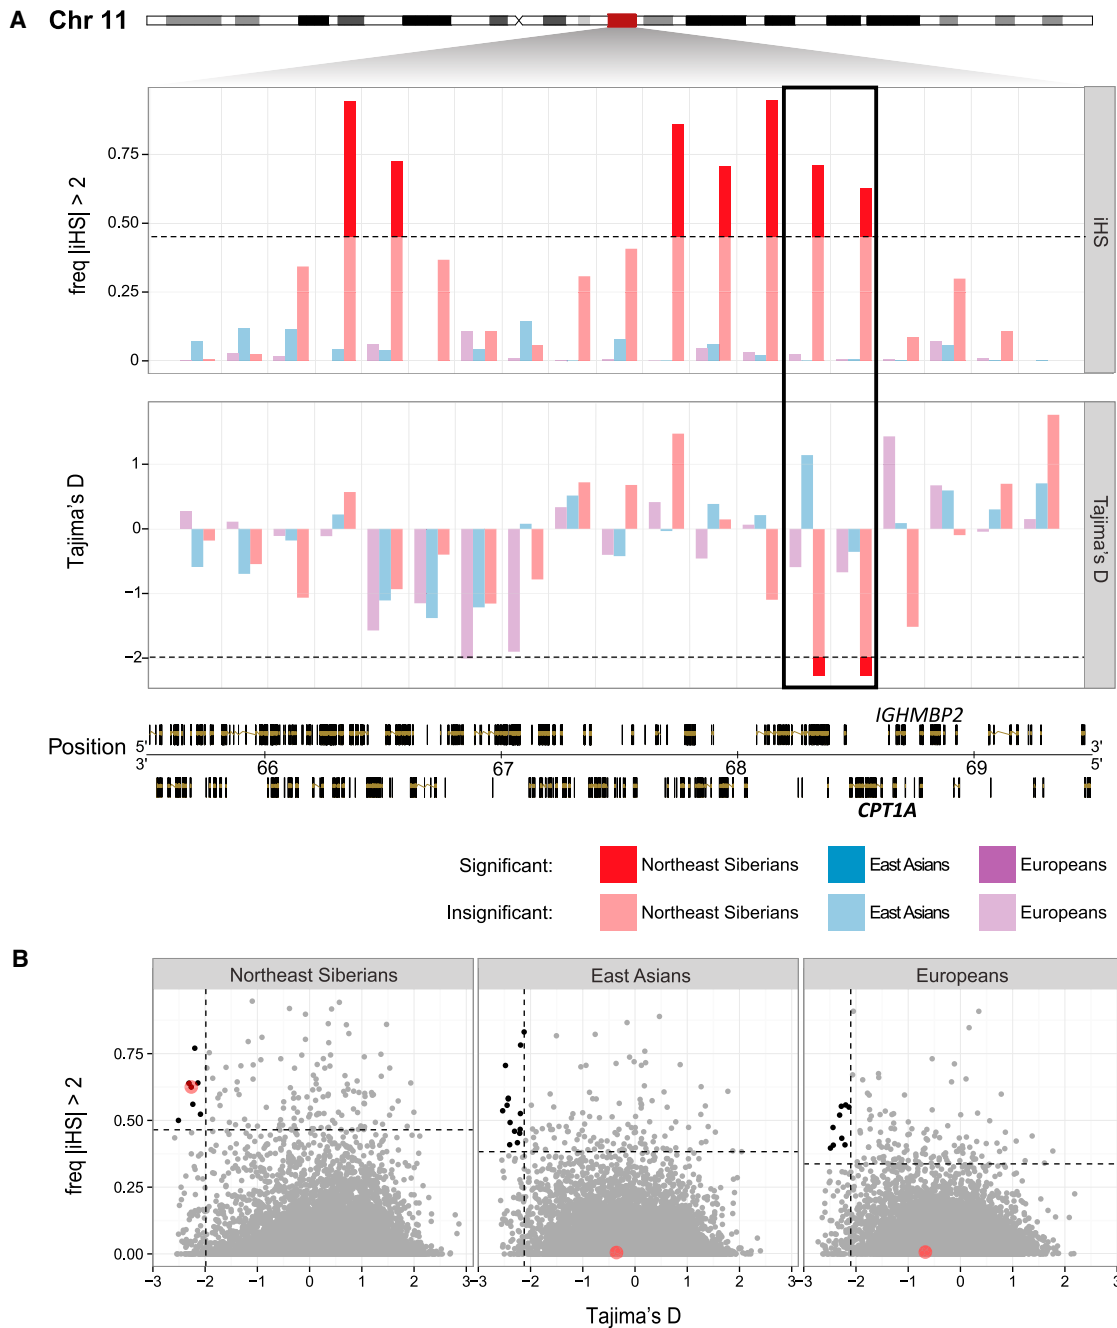 A Chr 11
freq |iHS| > 2
0.75
0.50
0.25
0
iHS
Tajima's D
1
0
−1
−2
Tajima's D
IGHMBP2
Position 5' 3'
3' 66 67 68 69 5'
CPT1A
Significant: Northeast Siberians East Asians Europeans
Insignificant: Northeast Siberians East Asians Europeans
B
Northeast Siberians East Asians Europeans
freq |iHS| > 2
0.75
0.50
0.25
0.00
−3 −2 −1 0 1 2 3 −3 −2 −1 0 1 2 3 −3 −2 −1 0 1 2 3
Tajima's D